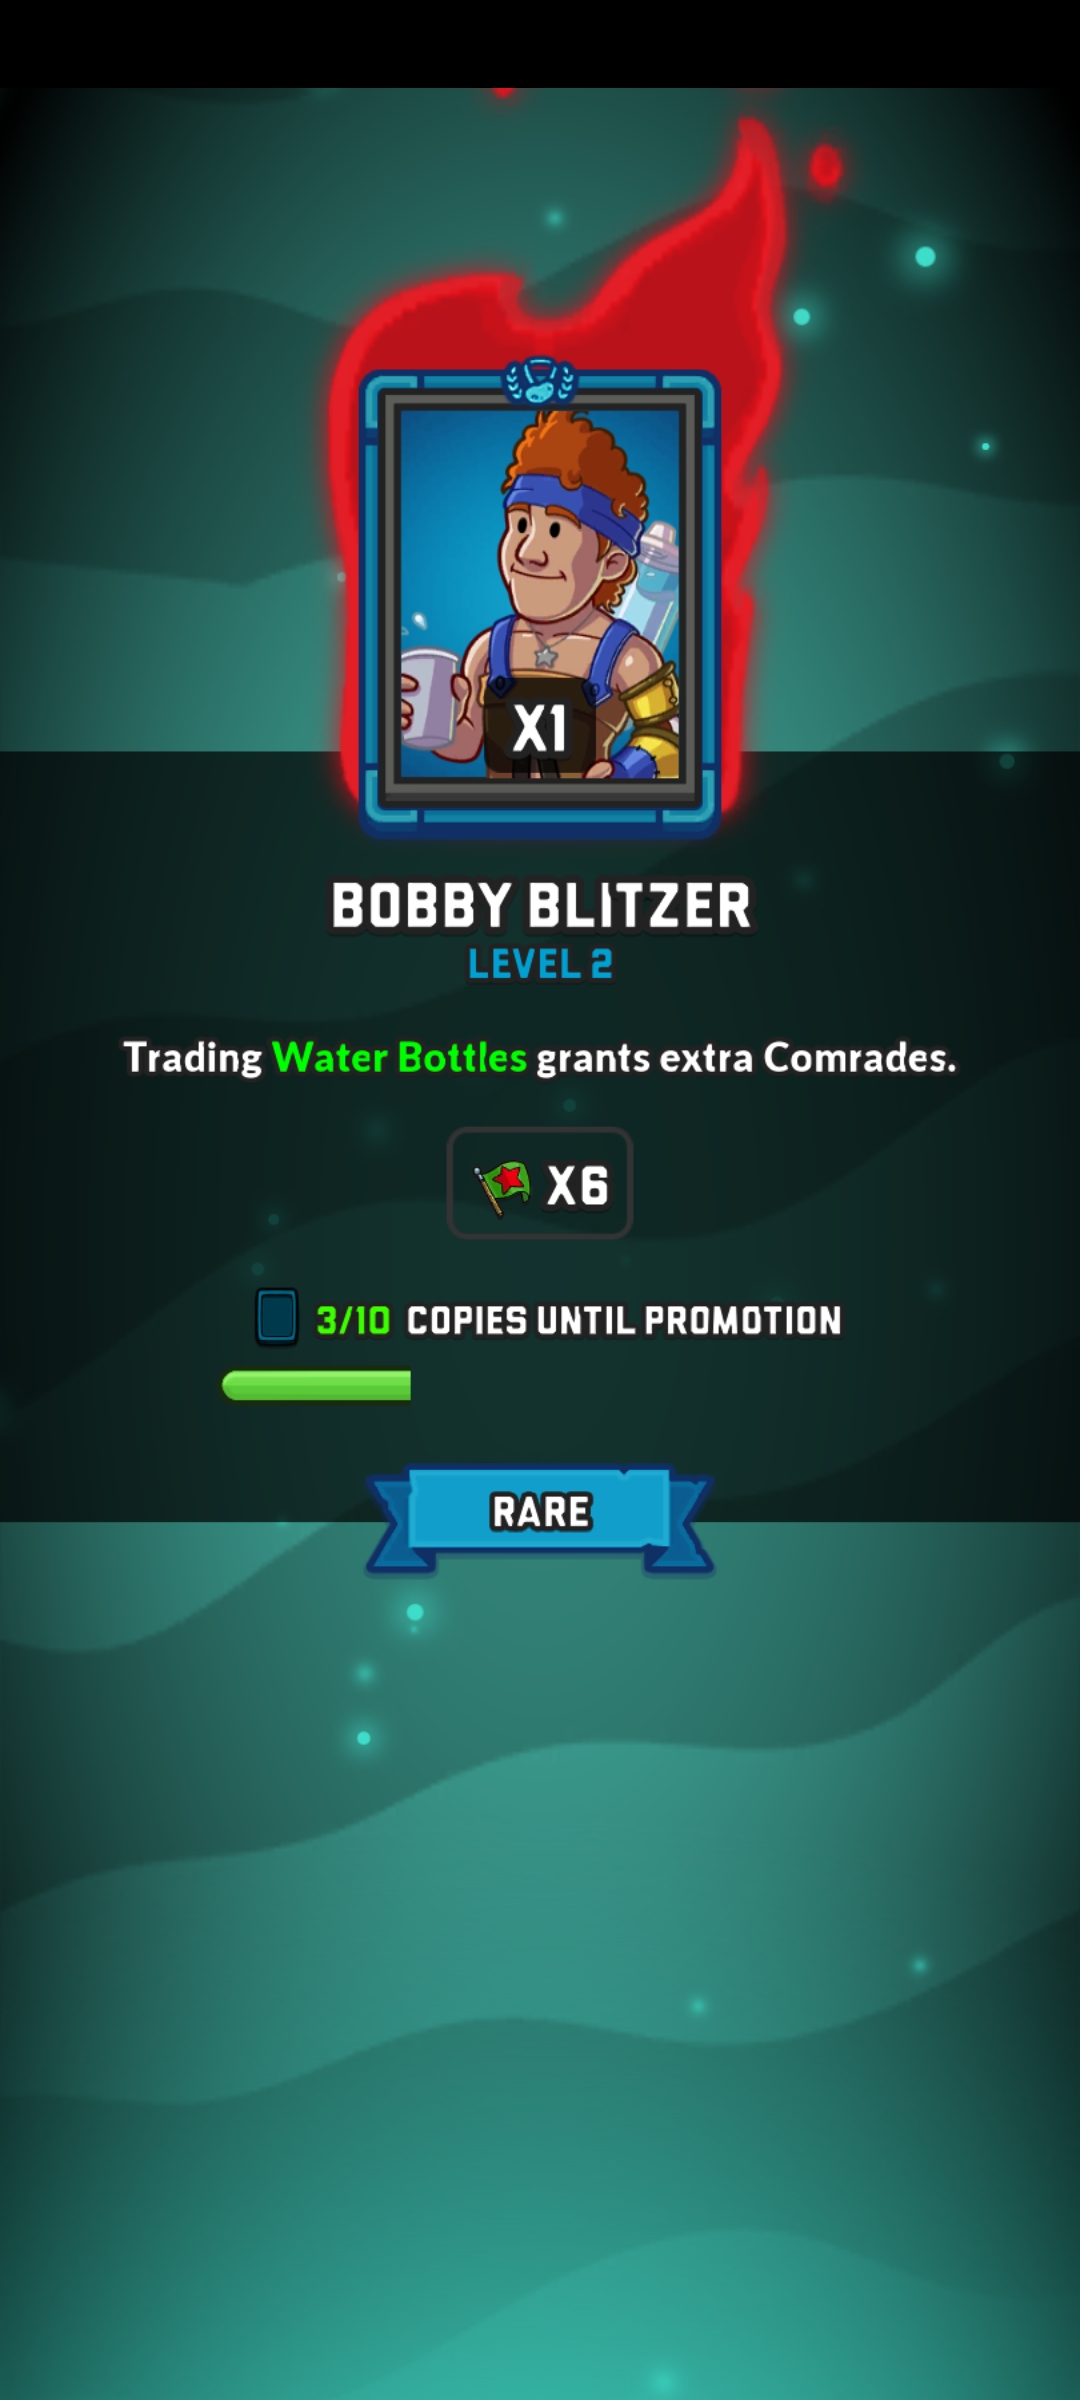 X1
BOBBY BLITZER
LEVEL 2
Trading Water Bottles grants extra Comrades.
X6
3/10 COPIES UNTIL PROMOTION
RARE